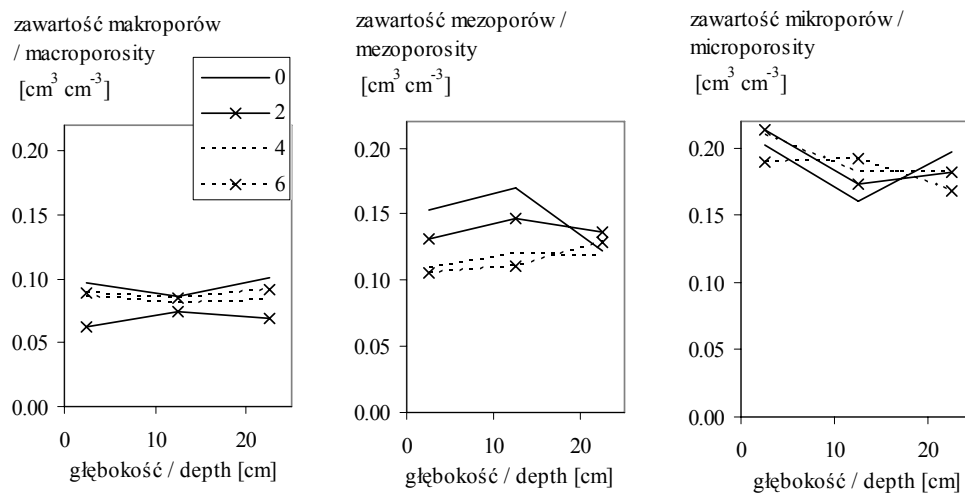 zawartość makroporów
/ macroporosity
[cm³ cm⁻³]
0
2
4
6
0.20
0.15
0.10
0.05
0.00
0 10 20
głębokość / depth [cm]
zawartość mezoporów /
mezoporosity
[cm³ cm⁻³]
0.20
0.15
0.10
0.05
0.00
0 10 20
głębokość / depth [cm]
zawartość mikroporów /
microporosity
[cm³ cm⁻³]
0.20
0.15
0.10
0.05
0.00
0 10 20
głębokość / depth [cm]